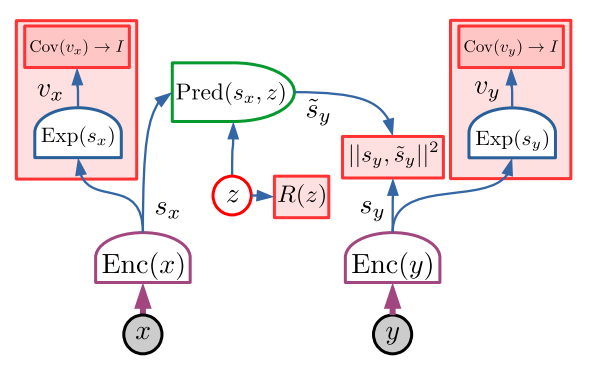 Cov(v_x) → I
Cov(v_y) → I
v_x
Pred(s_x, z)
v_y
s̃_y
Exp(s_x)
Exp(s_y)
||s_y, s̃_y||²
z
R(z)
s_x
s_y
Enc(x)
Enc(y)
x
y